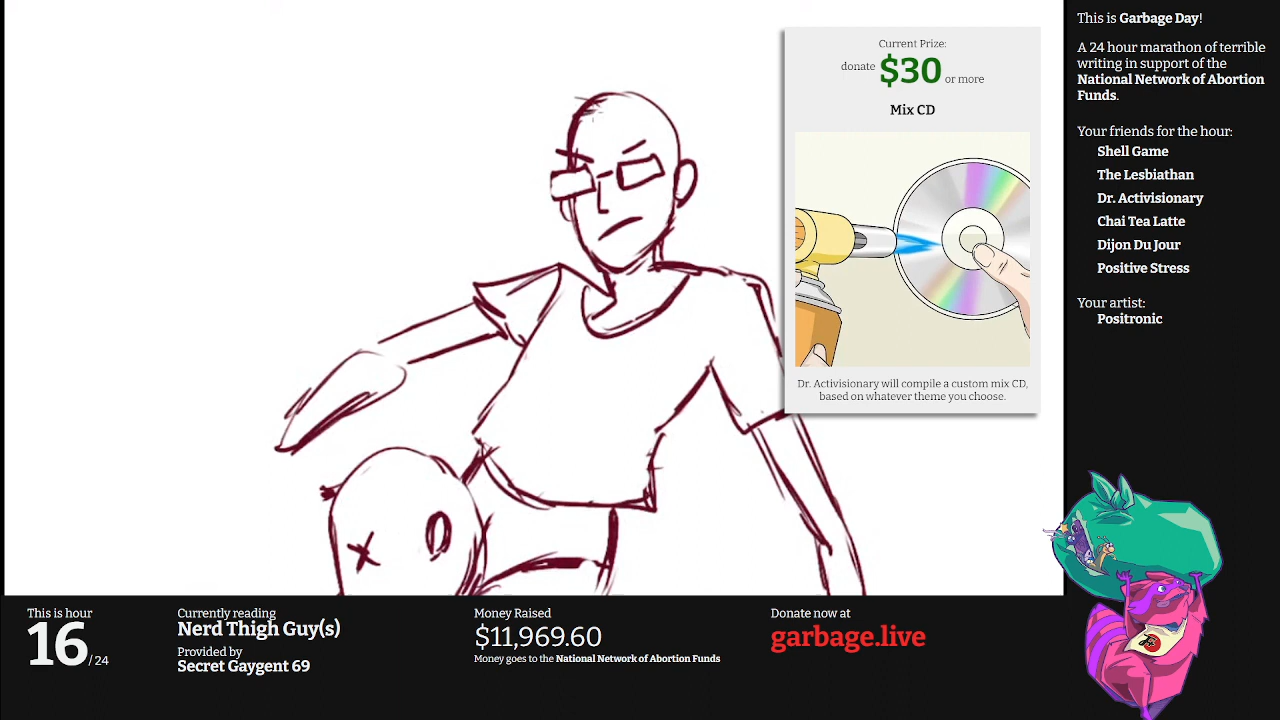 Current Prize:
donate $30 or more
Mix CD
Dr. Activisionary will compile a custom mix CD,
based on whatever theme you choose.
This is Garbage Day!
A 24 hour marathon of terrible
writing in support of the
National Network of Abortion
Funds.
Your friends for the hour:
Shell Game
The Lesbiathan
Dr. Activisionary
Chai Tea Latte
Dijon Du Jour
Positive Stress
Your artist:
Positronic
This is hour
16/24
Currently reading
Nerd Thigh Guy(s)
Provided by
Secret Gaygent 69
Money Raised
$11,969.60
Money goes to the National Network of Abortion Funds
Donate now at
garbage.live